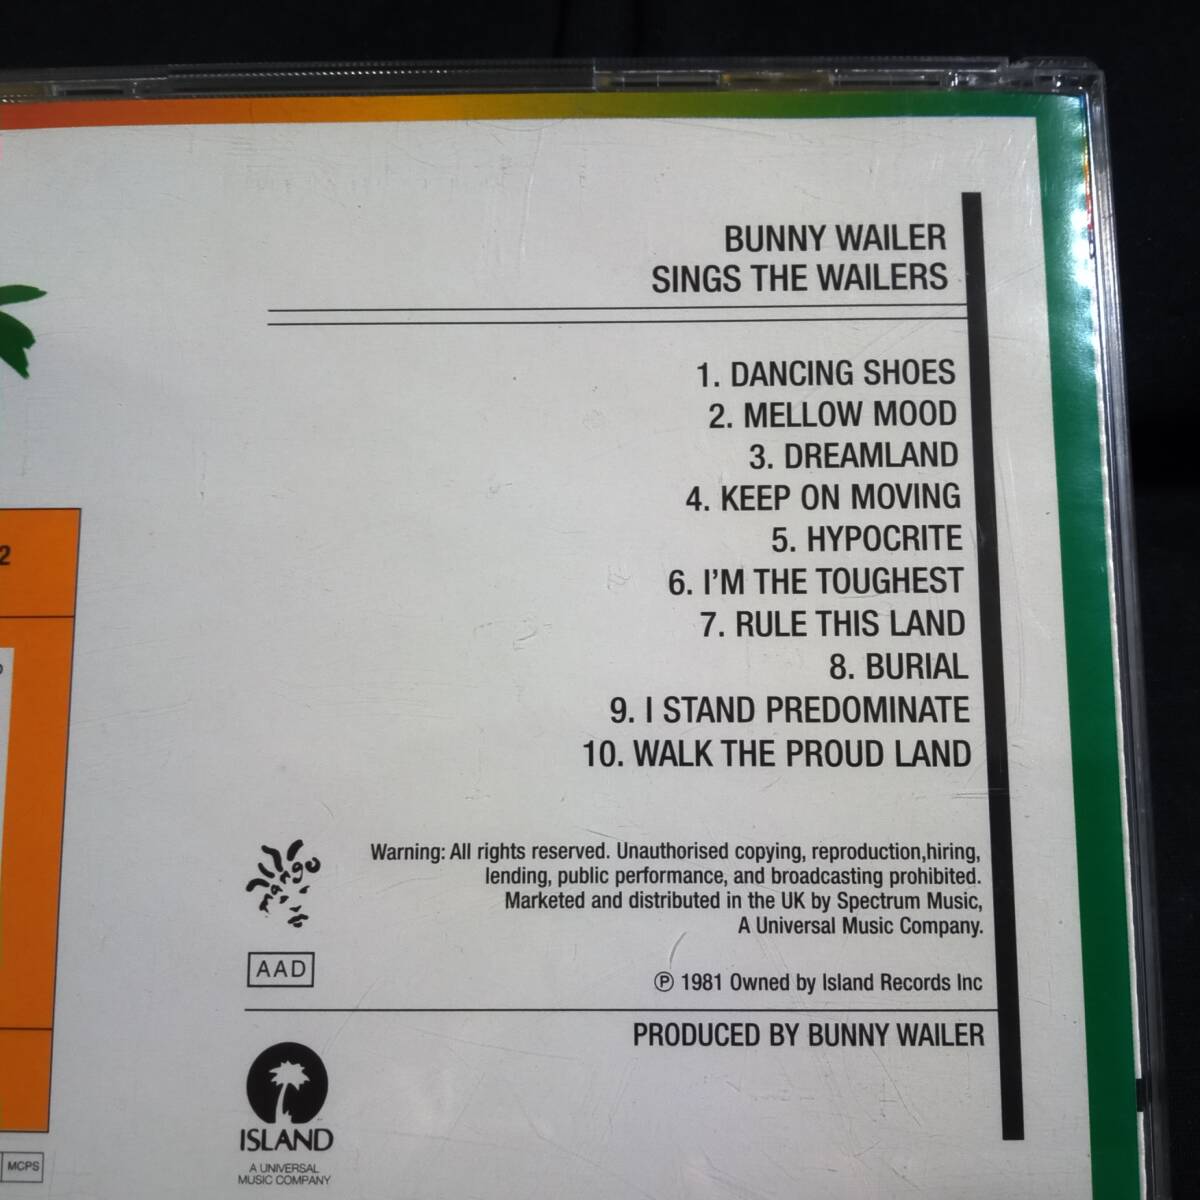 BUNNY WAILER
SINGS THE WAILERS
1. DANCING SHOES
2. MELLOW MOOD
3. DREAMLAND
4. KEEP ON MOVING
5. HYPOCRITE
6. I'M THE TOUGHEST
7. RULE THIS LAND
8. BURIAL
9. I STAND PREDOMINATE
10. WALK THE PROUD LAND
2
mango
Warning: All rights reserved. Unauthorised copying, reproduction,hiring,
lending, public performance, and broadcasting prohibited.
Marketed and distributed in the UK by Spectrum Music,
A Universal Music Company.
AAD
℗ 1981 Owned by Island Records Inc
PRODUCED BY BUNNY WAILER
ISLAND
A UNIVERSAL
MUSIC COMPANY
MCPS